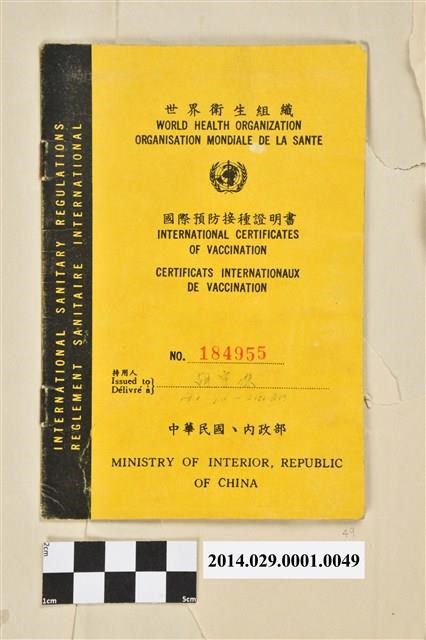 世界衛生組織
WORLD HEALTH ORGANIZATION
ORGANISATION MONDIALE DE LA SANTE
國際預防接種證明書
INTERNATIONAL CERTIFICATES
OF VACCINATION
CERTIFICATS INTERNATIONAUX
DE VACCINATION
NO. 184955
持用人
Issued to}
Délivré à}
中華民國、內政部
MINISTRY OF INTERIOR, REPUBLIC
OF CHINA
INTERNATIONAL SANITARY REGULATIONS
REGLEMENT SANITAIRE INTERNATIONAL
49
2cm
1cm
5cm
2014.029.0001.0049